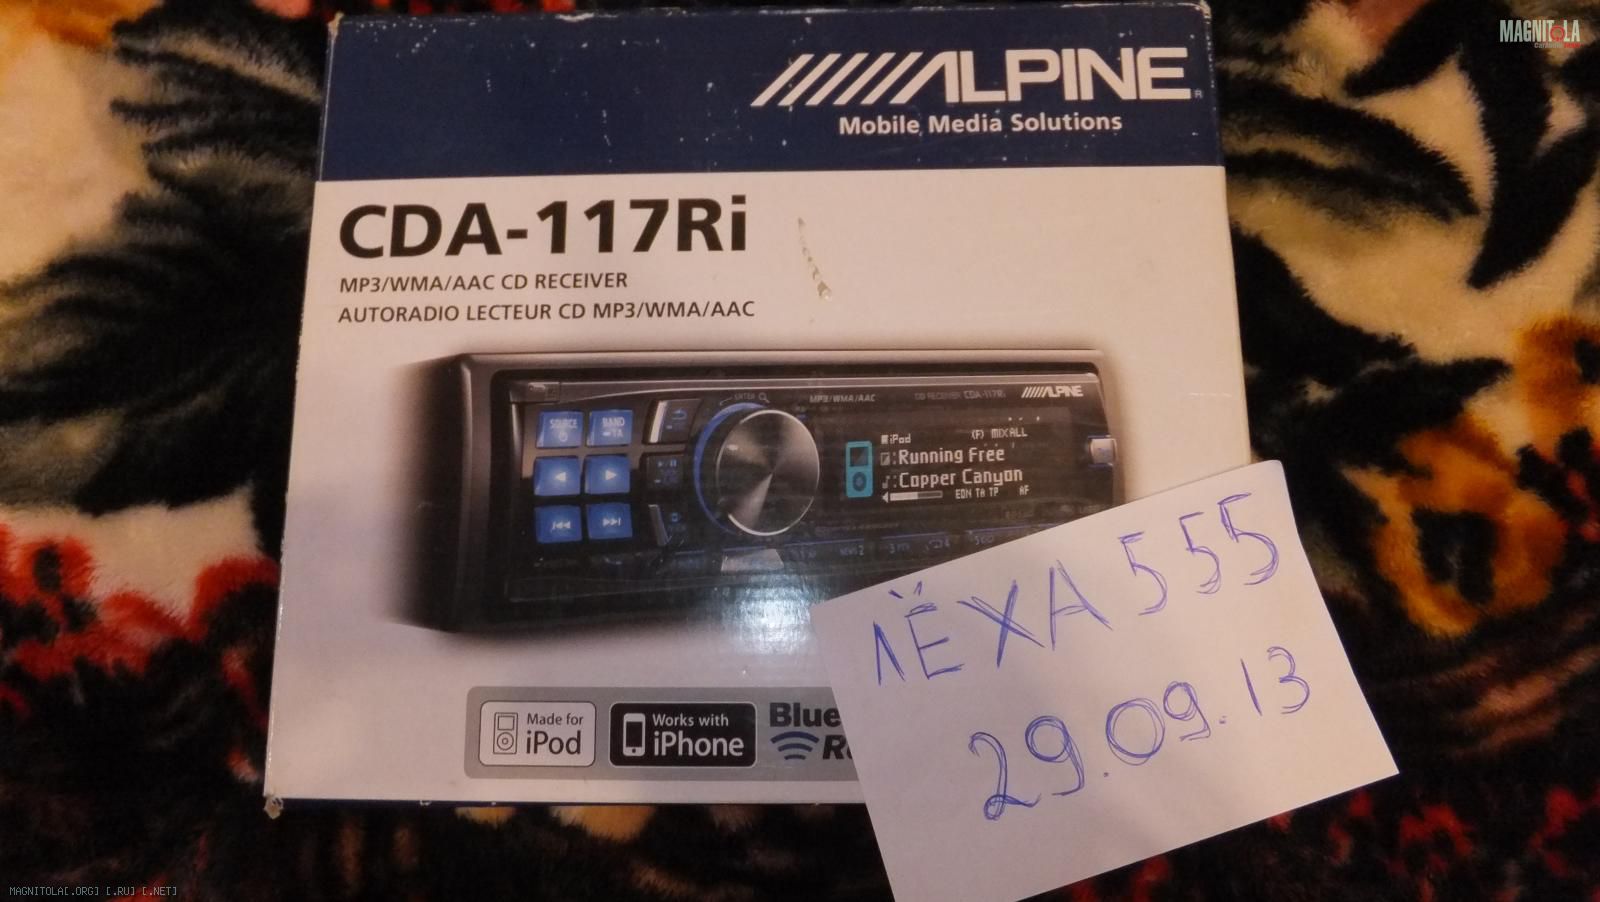 MAGNITOLA
ALPINE
Mobile Media Solutions
CDA-117Ri
MP3/WMA/AAC CD RECEIVER
AUTORADIO LECTEUR CD MP3/WMA/AAC
ENTER
MP3/WMA/AAC
CD RECEIVER CDA-117Ri
ALPINE
SOURCE
BAND
TA
iPod (F) MIXALL
Running Free
Copper Canyon
EON TA TP AF
Made for
iPod
Works with
iPhone
Blue
ЛЁХА 555
29.09.13
MAGNITOLA[.ORG] [.RU] [.NET]